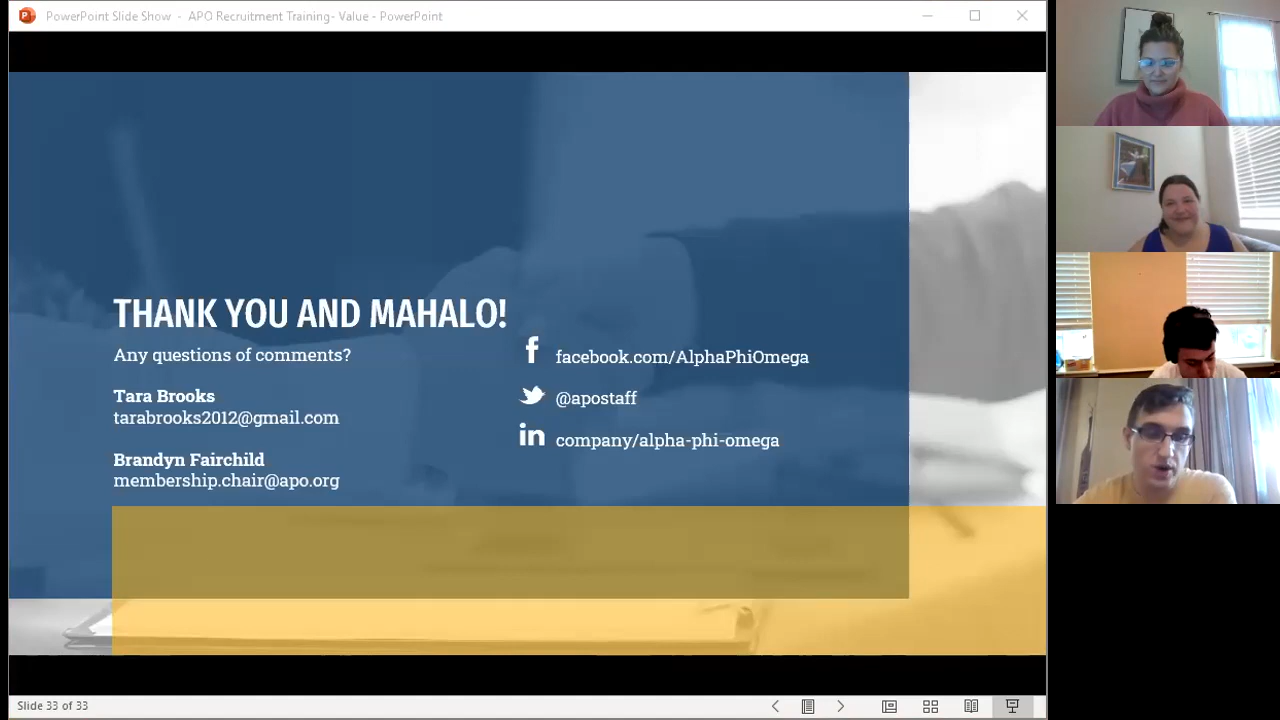 PowerPoint Slide Show - APO Recruitment Training- Value - PowerPoint
THANK YOU AND MAHALO!
Any questions of comments?
Tara Brooks
tarabrooks2012@gmail.com
Brandyn Fairchild
membership.chair@apo.org
facebook.com/AlphaPhiOmega
@apostaff
company/alpha-phi-omega
Slide 33 of 33